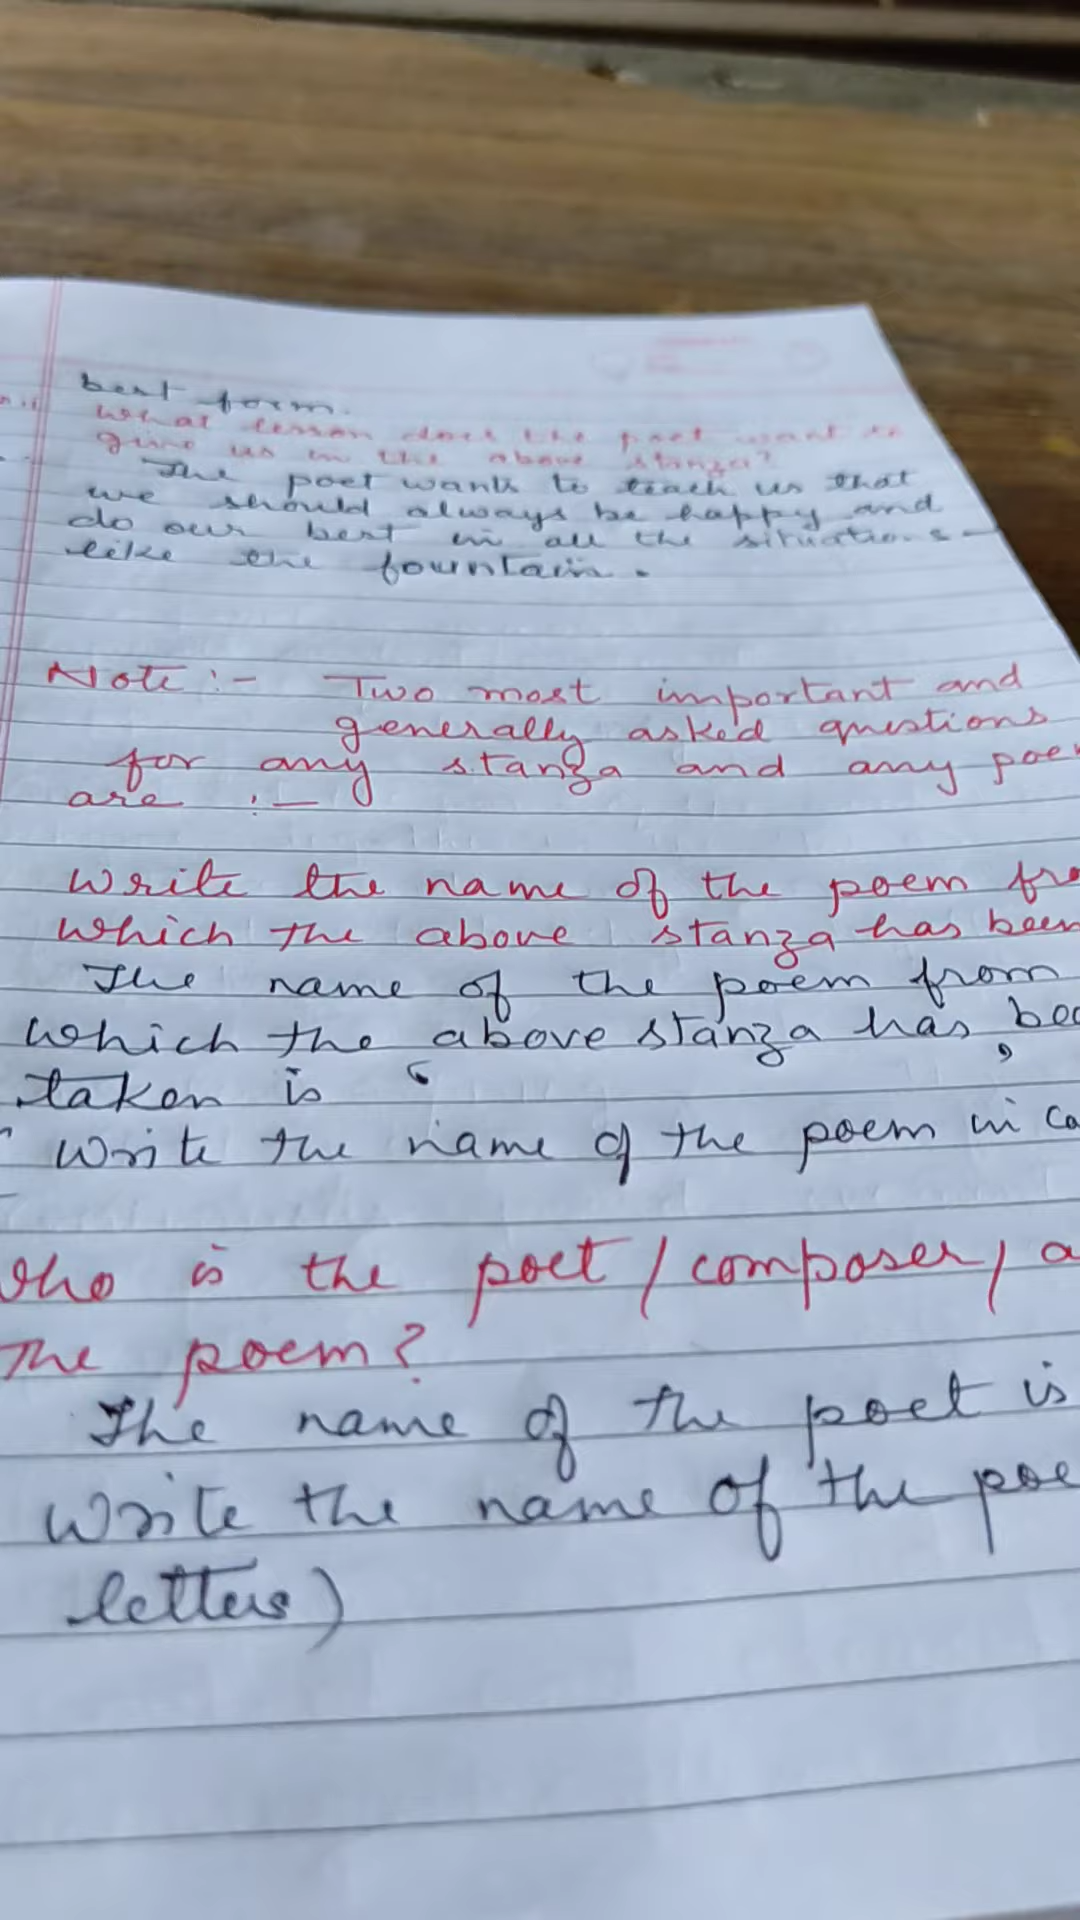 best form.
what lesson does the poet want to
give us in the above stanza?
The poet wants to teach us that
we should always be happy and
do our best in all the situations -
like the fountain.
Note :- Two most important and
generally asked questions
for any stanza and any poem
are :-
Write the name of the poem fro
which the above stanza has been
The name of the poem from
which the above stanza has bee
taken is ‘ ’
Write the name of the poem in ca
Who is the poet / composer / a
The poem?
The name of the poet is
Write the name of the poe
letters)